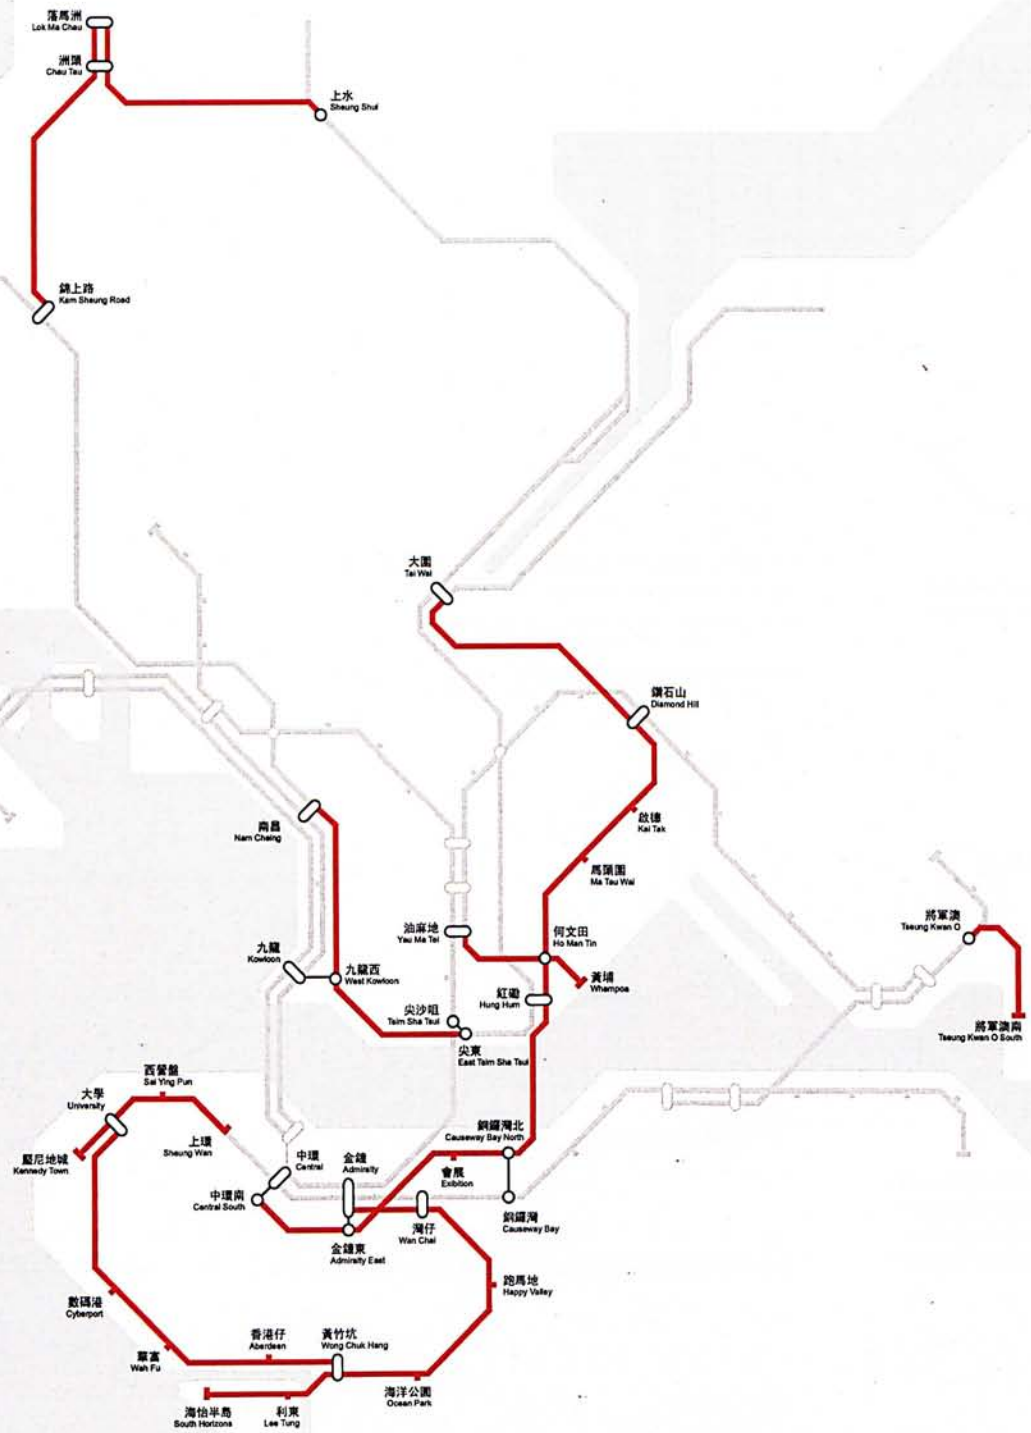 落馬洲
Lok Ma Chau
洲頭
Chau Tau
上水
Sheung Shui
錦上路
Kam Sheung Road
大圍
Tai Wai
鑽石山
Diamond Hill
啟德
Kai Tak
南昌
Nam Cheing
馬頭圍
Ma Tau Wai
油麻地
Yau Ma Tei
何文田
Ho Man Tin
將軍澳
Tseung Kwan O
九龍
Kowloon
九龍西
West Kowloon
黃埔
Whampoa
紅磡
Hung Hum
尖沙咀
Tsim Sha Tsui
將軍澳南
Tseung Kwan O South
尖東
East Tsim Sha Tsui
西營盤
Sai Ying Pun
大學
University
上環
Sheung Wan
銅鑼灣北
Causeway Bay North
堅尼地城
Kennedy Town
中環
Central
金鐘
Admiralty
會展
Exibition
中環南
Central South
銅鑼灣
Causeway Bay
灣仔
Wan Chai
金鐘東
Admiralty East
跑馬地
Happy Valley
數碼港
Cyberport
香港仔
Aberdeen
黃竹坑
Wong Chuk Hang
華富
Wah Fu
海洋公園
Ocean Park
海怡半島
South Horizons
利東
Lee Tung